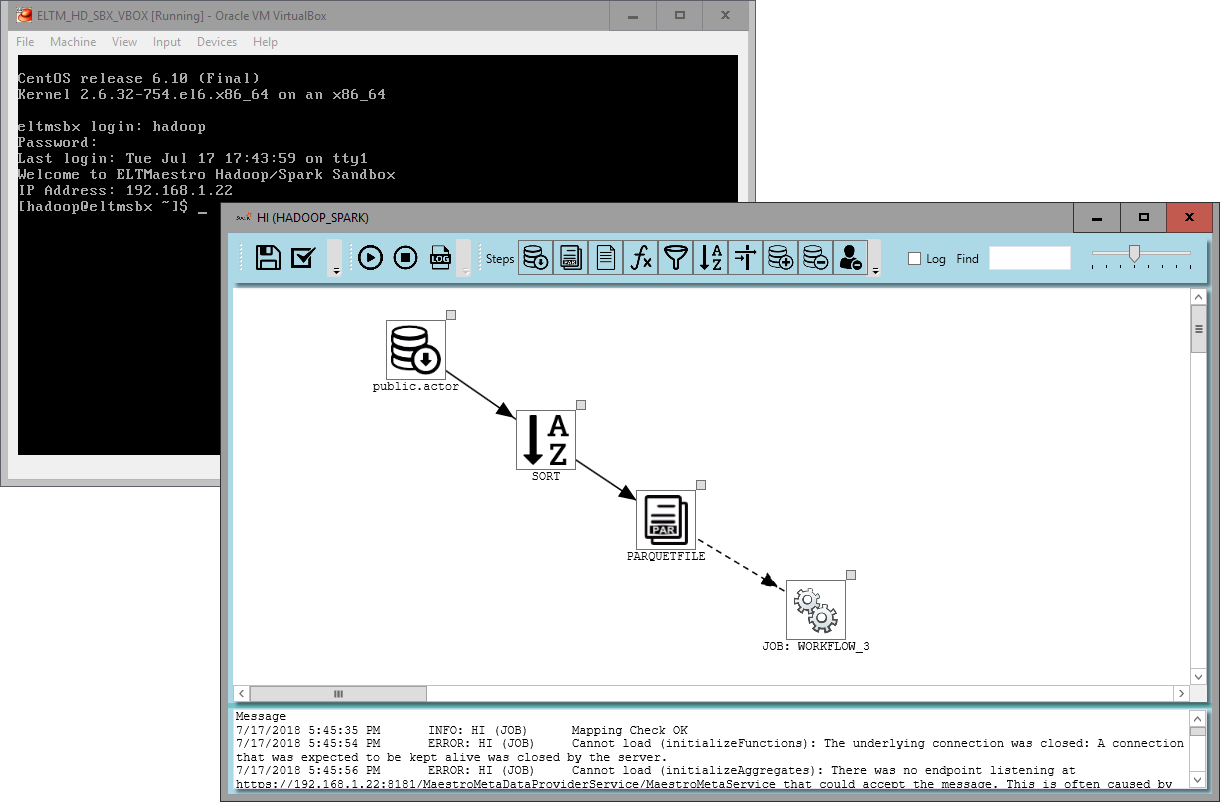 ELTM_HD_SBX_VBOX [Running] - Oracle VM VirtualBox
File Machine View Input Devices Help
CentOS release 6.10 (Final)
Kernel 2.6.32-754.el6.x86_64 on an x86_64
eltmsbx login: hadoop
Password:
Last login: Tue Jul 17 17:43:59 on tty1
Welcome to ELTMaestro Hadoop/Spark Sandbox
IP Address: 192.168.1.22
[hadoop@eltmsbx ~]$ _
HI (HADOOP_SPARK)
LOG Steps PAR fx A Z Log Find
public.actor
A
Z
SORT
PAR
PARQUETFILE
JOB: WORKFLOW_3
Message
7/17/2018 5:45:35 PM INFO: HI (JOB) Mapping Check OK
7/17/2018 5:45:54 PM ERROR: HI (JOB) Cannot load (initializeFunctions): The underlying connection was closed: A connection
that was expected to be kept alive was closed by the server.
7/17/2018 5:45:56 PM ERROR: HI (JOB) Cannot load (initializeAggregates): There was no endpoint listening at
https://192.168.1.22:8181/MaestroMetaDataProviderService/MaestroMetaService that could accept the message. This is often caused by